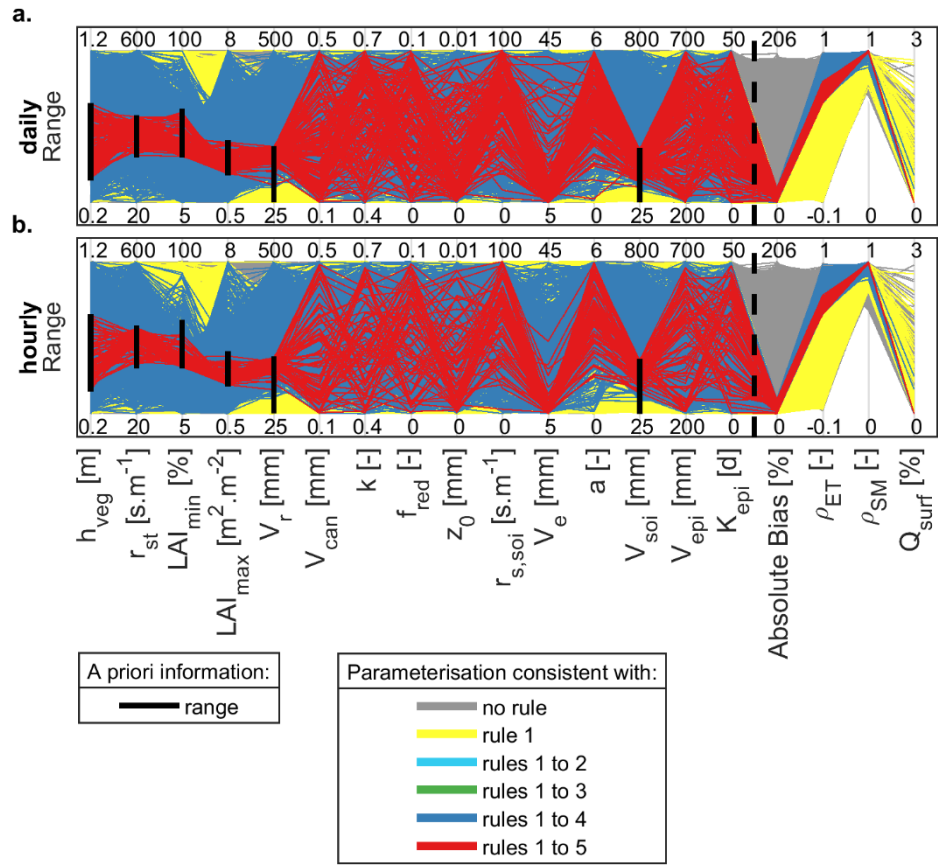 a.
1.2 600 100 8 500 0.5 0.7 0.1 0.01 100 45 6 800 700 50 206 1 1 3
daily
Range
0.2 20 5 0.5 25 0.1 0.4 0 0 0 5 0 25 200 0 0 -0.1 0 0
b.
1.2 600 100 8 500 0.5 0.7 0.1 0.01 100 45 6 800 700 50 206 1 1 3
hourly
Range
0.2 20 5 0.5 25 0.1 0.4 0 0 0 5 0 25 200 0 0 -0.1 0 0
h_veg [m]
r_st [s.m⁻¹]
LAI_min [%]
LAI_max [m².m⁻²]
V_r [mm]
V_can [mm]
k [-]
f_red [-]
z_0 [mm]
r_s,soi [s.m⁻¹]
V_e [mm]
a [-]
V_soi [mm]
V_epi [mm]
K_epi [d]
Absolute Bias [%]
ρ_ET [-]
ρ_SM [-]
Q_surf [%]
A priori information:
range
Parameterisation consistent with:
no rule
rule 1
rules 1 to 2
rules 1 to 3
rules 1 to 4
rules 1 to 5